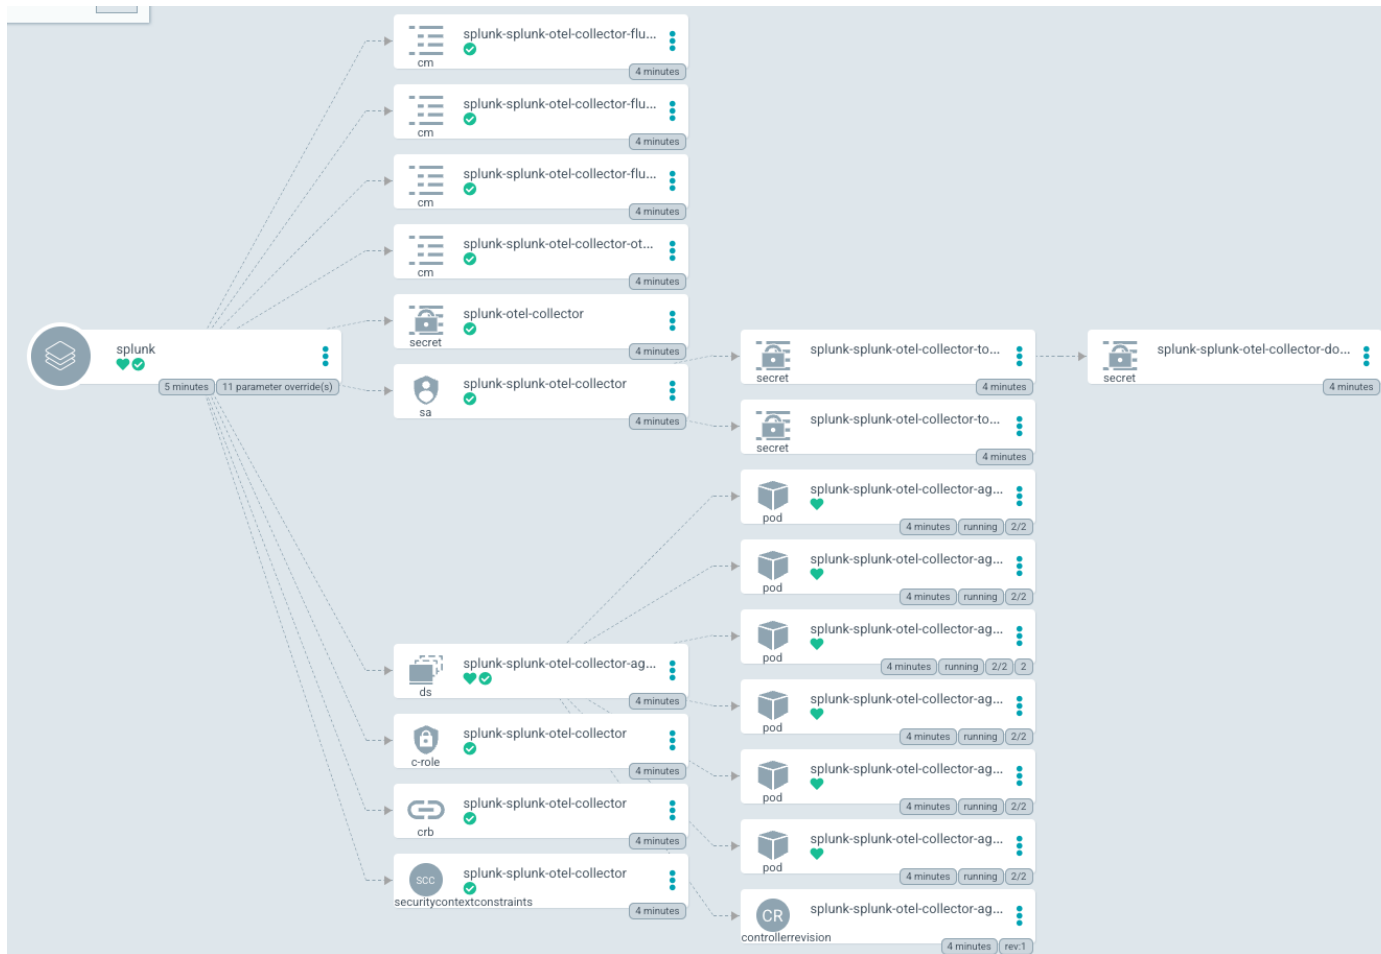 splunk-splunk-otel-collector-flu...
cm
4 minutes
splunk-splunk-otel-collector-flu...
cm
4 minutes
splunk-splunk-otel-collector-flu...
cm
4 minutes
splunk-splunk-otel-collector-ot...
cm
4 minutes
splunk-otel-collector
secret
4 minutes
splunk
5 minutes 11 parameter override(s)
splunk-splunk-otel-collector
sa
4 minutes
splunk-splunk-otel-collector-to...
secret
4 minutes
splunk-splunk-otel-collector-do...
secret
4 minutes
splunk-splunk-otel-collector-to...
secret
4 minutes
splunk-splunk-otel-collector-ag...
pod
4 minutes running 2/2
splunk-splunk-otel-collector-ag...
pod
4 minutes running 2/2
splunk-splunk-otel-collector-ag...
pod
4 minutes running 2/2 2
splunk-splunk-otel-collector-ag...
ds
4 minutes
splunk-splunk-otel-collector-ag...
pod
4 minutes running 2/2
splunk-splunk-otel-collector
c-role
4 minutes
splunk-splunk-otel-collector-ag...
pod
4 minutes running 2/2
splunk-splunk-otel-collector
crb
4 minutes
splunk-splunk-otel-collector-ag...
pod
4 minutes running 2/2
splunk-splunk-otel-collector
SCC
securitycontextconstraints
4 minutes
splunk-splunk-otel-collector-ag...
CR
controllerrevision
4 minutes rev:1